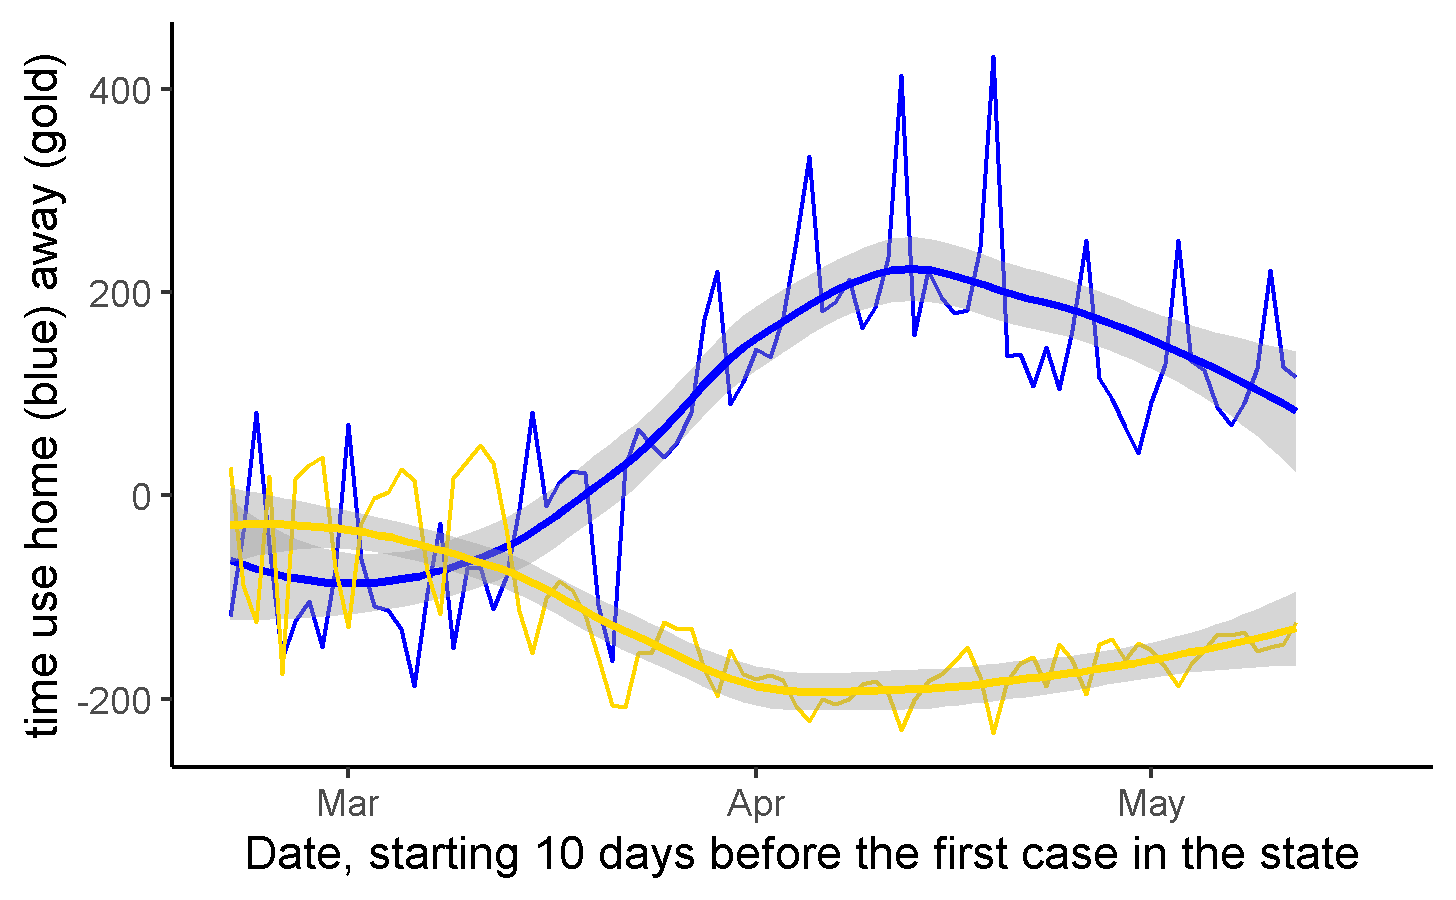 time use home (blue) away (gold)
400
200
0
-200
Mar
Apr
May
Date, starting 10 days before the first case in the state